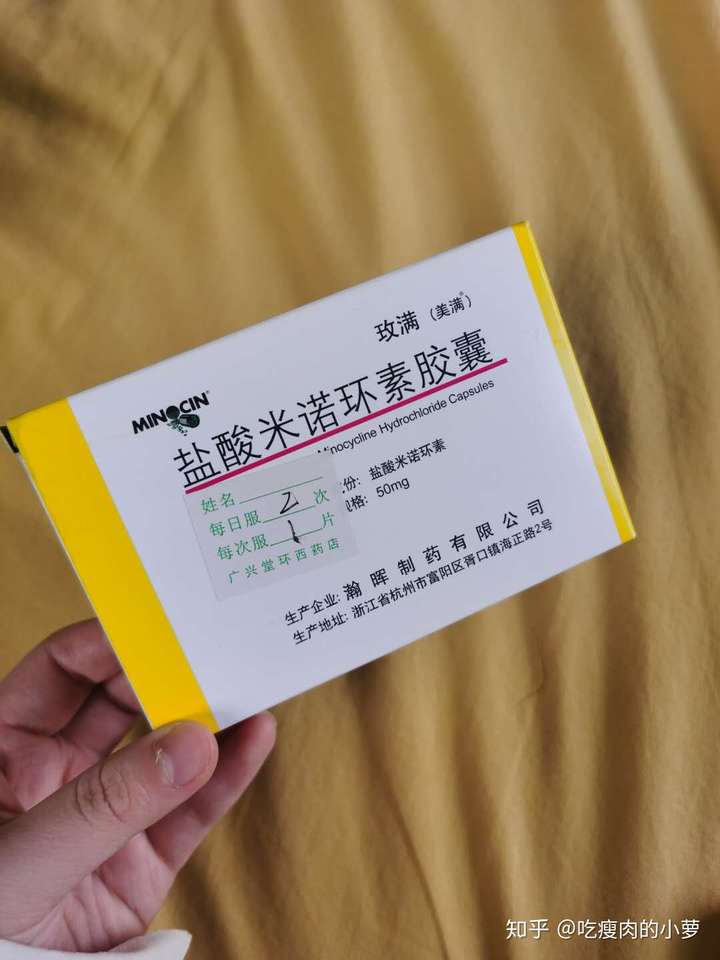 玫满（美满®）
MINOCIN®
盐酸米诺环素胶囊
Minocycline Hydrochloride Capsules
份: 盐酸米诺环素
格: 50mg
姓名
每日服 2 次
每次服 1 片
广兴堂环西药店
生产企业: 瀚晖制药有限公司
生产地址: 浙江省杭州市富阳区胥口镇海正路2号
知乎 @吃瘦肉的小萝